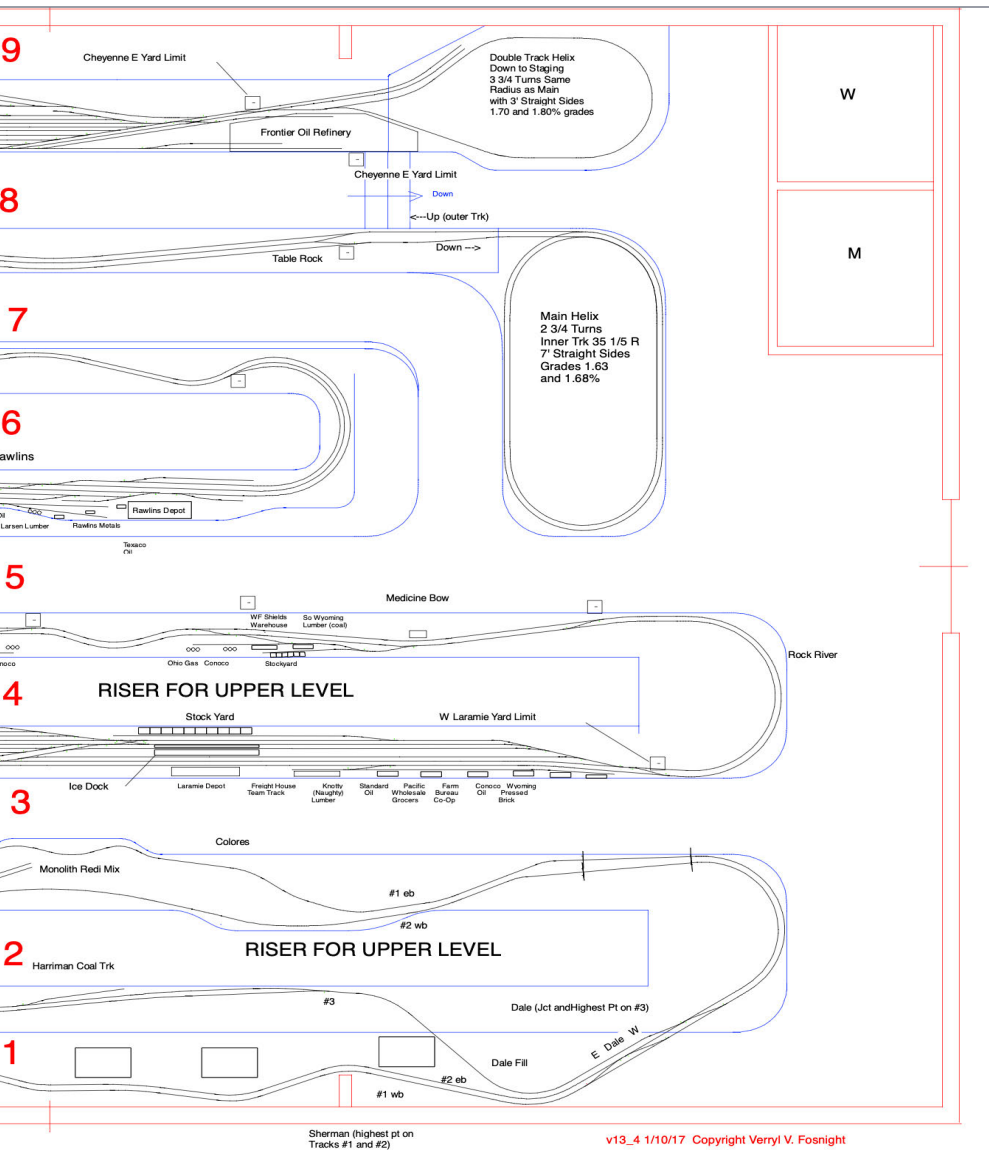 9
Cheyenne E Yard Limit
Double Track Helix
Down to Staging
3 3/4 Turns Same
Radius as Main
with 3' Straight Sides
1.70 and 1.80% grades
W
Frontier Oil Refinery
Cheyenne E Yard Limit
8
Down
<---Up (outer Trk)
Down --->
Table Rock
M
7
Main Helix
2 3/4 Turns
Inner Trk 35 1/5 R
7' Straight Sides
Grades 1.63
and 1.68%
6
awlins
Rawlins Depot
Oil
Larsen Lumber
Rawlins Metals
Texaco
Oil
5
Medicine Bow
WF Shields
Warehouse
So Wyoming
Lumber (coal)
Rock River
noco
Ohio Gas
Conoco
Stockyard
4
RISER FOR UPPER LEVEL
Stock Yard
W Laramie Yard Limit
Ice Dock
Laramie Depot
Freight House
Team Track
Knotty
(Naughty)
Lumber
Standard
Oil
Pacific
Wholesale
Grocers
Farm
Bureau
Co-Op
Conoco
Oil
Wyoming
Pressed
Brick
3
Colores
Monolith Redi Mix
#1 eb
#2 wb
2
RISER FOR UPPER LEVEL
Harriman Coal Trk
#3
Dale (Jct andHighest Pt on #3)
E Dale W
1
Dale Fill
#2 eb
#1 wb
Sherman (highest pt on
Tracks #1 and #2)
v13_4 1/10/17 Copyright Verryl V. Fosnight